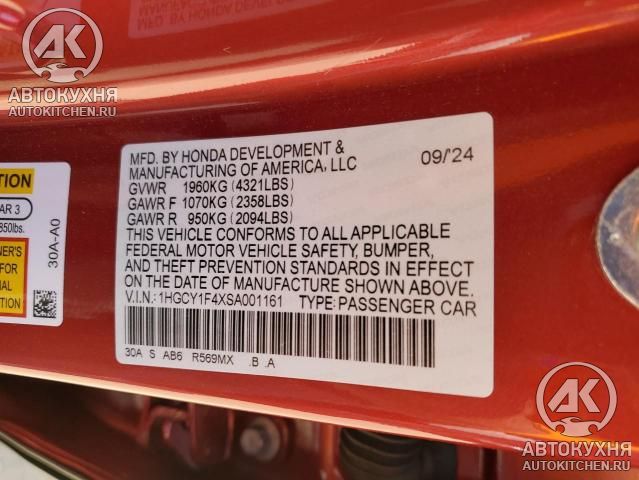 AK
АВТОКУХНЯ
AUTOKITCHEN.RU
MFD. BY HONDA DEVELOPMENT &
MANUFACTURING OF AMERICA, LLC 09/'24
GVWR 1960KG (4321LBS)
GAWR F 1070KG (2358LBS)
GAWR R 950KG (2094LBS)
THIS VEHICLE CONFORMS TO ALL APPLICABLE
FEDERAL MOTOR VEHICLE SAFETY, BUMPER,
AND THEFT PREVENTION STANDARDS IN EFFECT
ON THE DATE OF MANUFACTURE SHOWN ABOVE.
V.I.N.: 1HGCY1F4XSA001161 TYPE: PASSENGER CAR
30A S AB6 R569MX .B .A
AR 3
850lbs.
30A-A0
AK
АВТОКУХНЯ
AUTOKITCHEN.RU